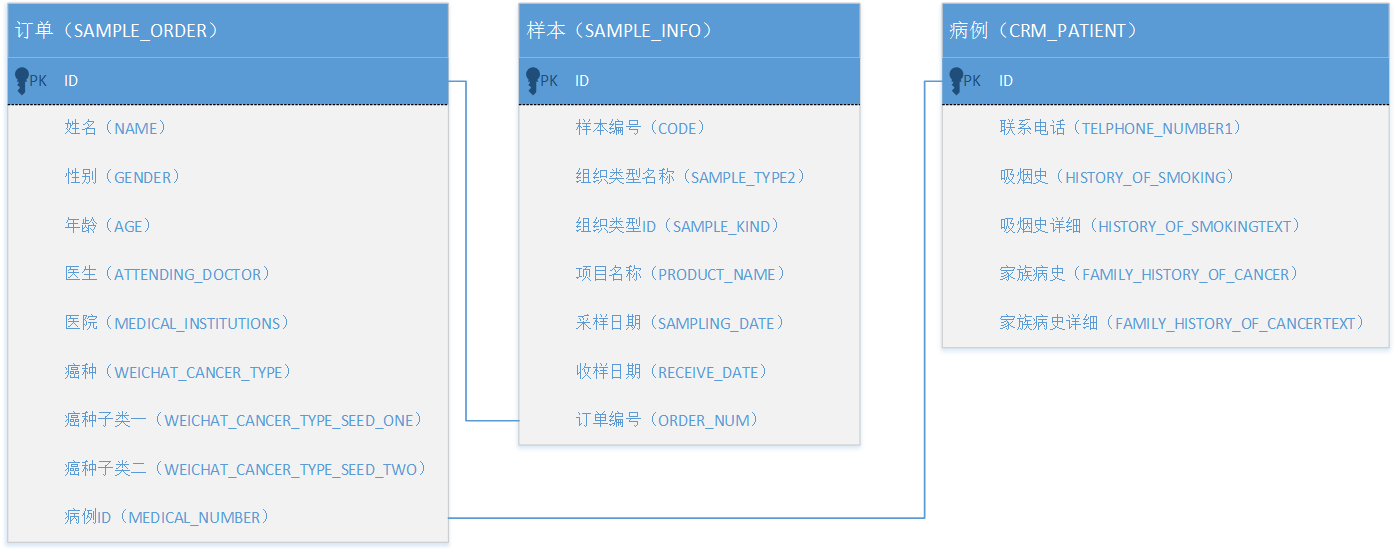 订单（SAMPLE_ORDER）
PK ID
姓名（NAME）
性别（GENDER）
年龄（AGE）
医生（ATTENDING_DOCTOR）
医院（MEDICAL_INSTITUTIONS）
癌种（WEICHAT_CANCER_TYPE）
癌种子类一（WEICHAT_CANCER_TYPE_SEED_ONE）
癌种子类二（WEICHAT_CANCER_TYPE_SEED_TWO）
病例ID（MEDICAL_NUMBER）
样本（SAMPLE_INFO）
PK ID
样本编号（CODE）
组织类型名称（SAMPLE_TYPE2）
组织类型ID（SAMPLE_KIND）
项目名称（PRODUCT_NAME）
采样日期（SAMPLING_DATE）
收样日期（RECEIVE_DATE）
订单编号（ORDER_NUM）
病例（CRM_PATIENT）
PK ID
联系电话（TELPHONE_NUMBER1）
吸烟史（HISTORY_OF_SMOKING）
吸烟史详细（HISTORY_OF_SMOKINGTEXT）
家族病史（FAMILY_HISTORY_OF_CANCER）
家族病史详细（FAMILY_HISTORY_OF_CANCERTEXT）